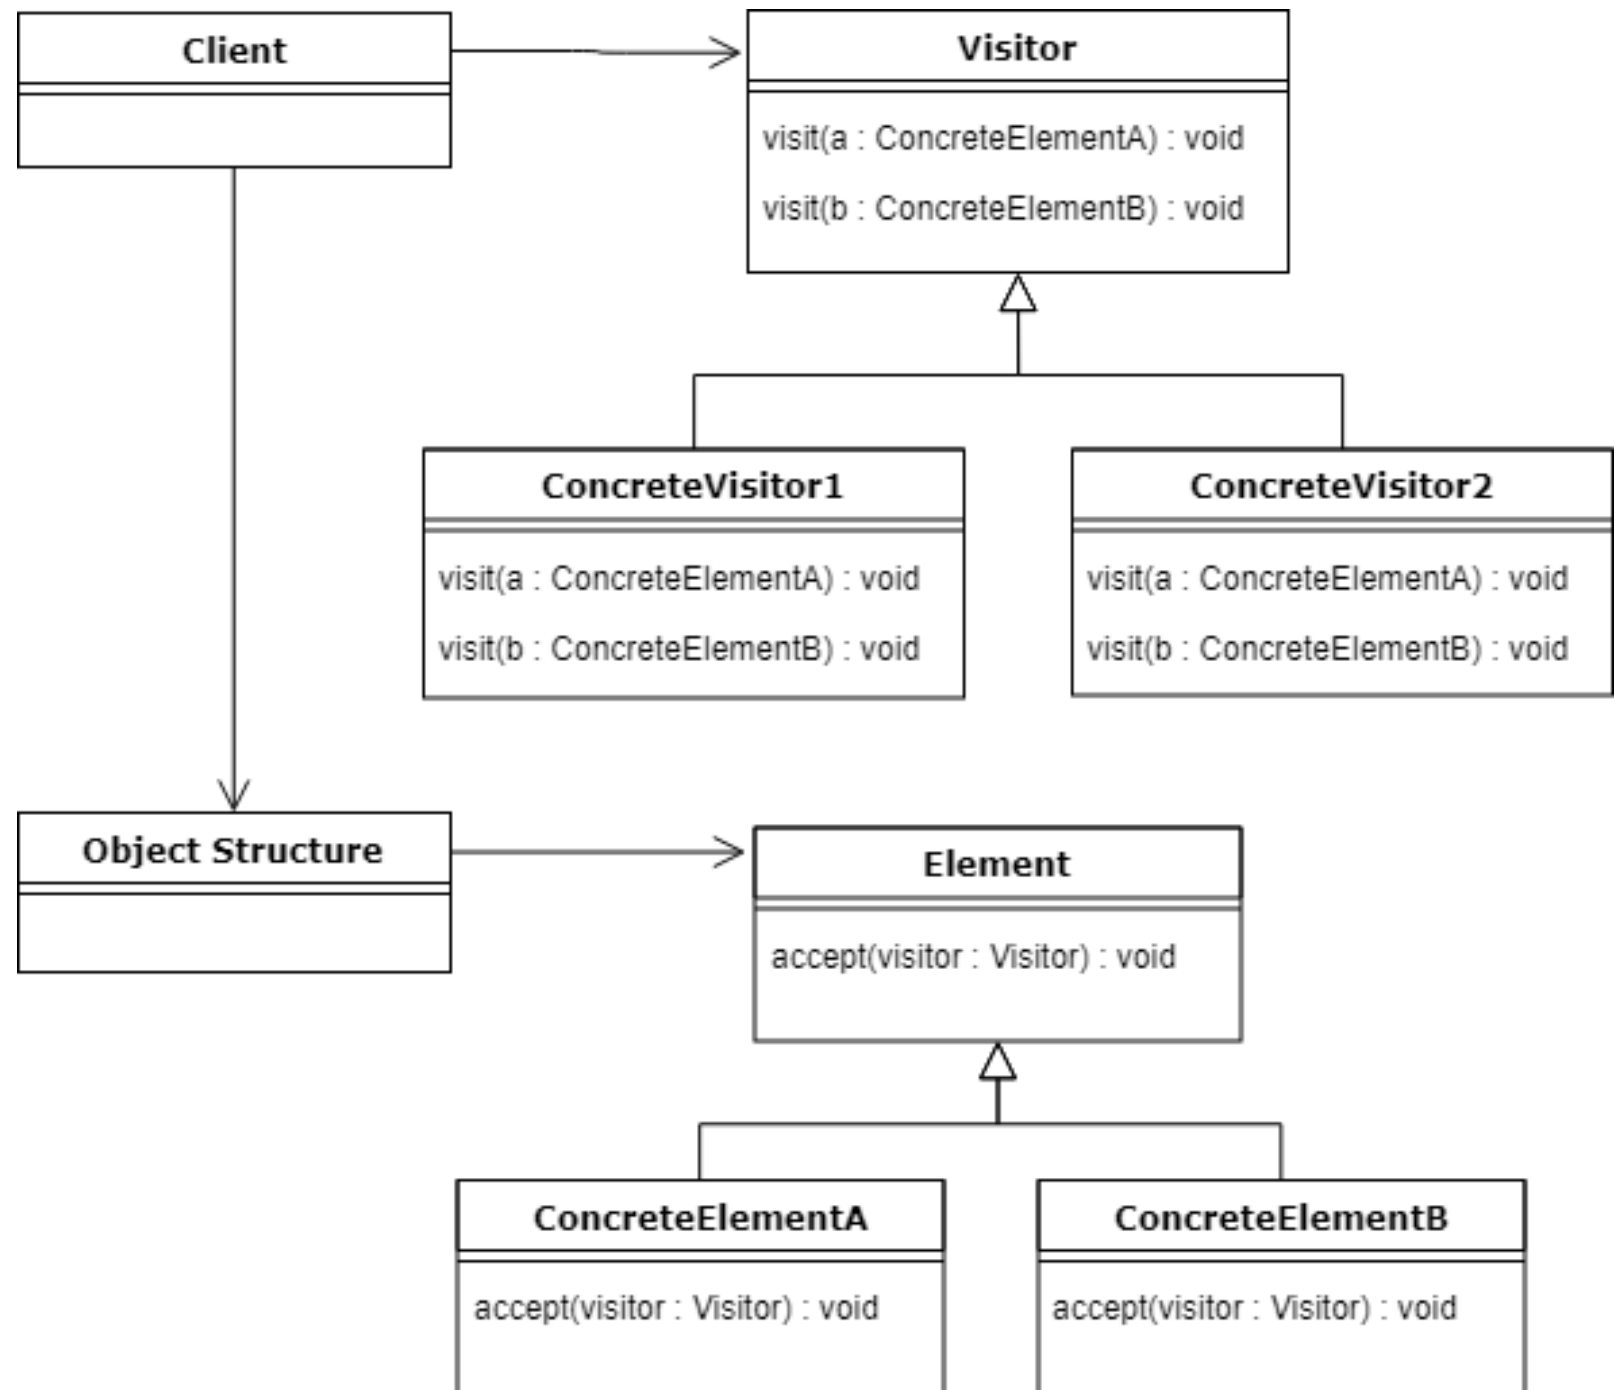 Client
Visitor
visit(a : ConcreteElementA) : void
visit(b : ConcreteElementB) : void
ConcreteVisitor1
visit(a : ConcreteElementA) : void
visit(b : ConcreteElementB) : void
ConcreteVisitor2
visit(a : ConcreteElementA) : void
visit(b : ConcreteElementB) : void
Object Structure
Element
accept(visitor : Visitor) : void
ConcreteElementA
accept(visitor : Visitor) : void
ConcreteElementB
accept(visitor : Visitor) : void